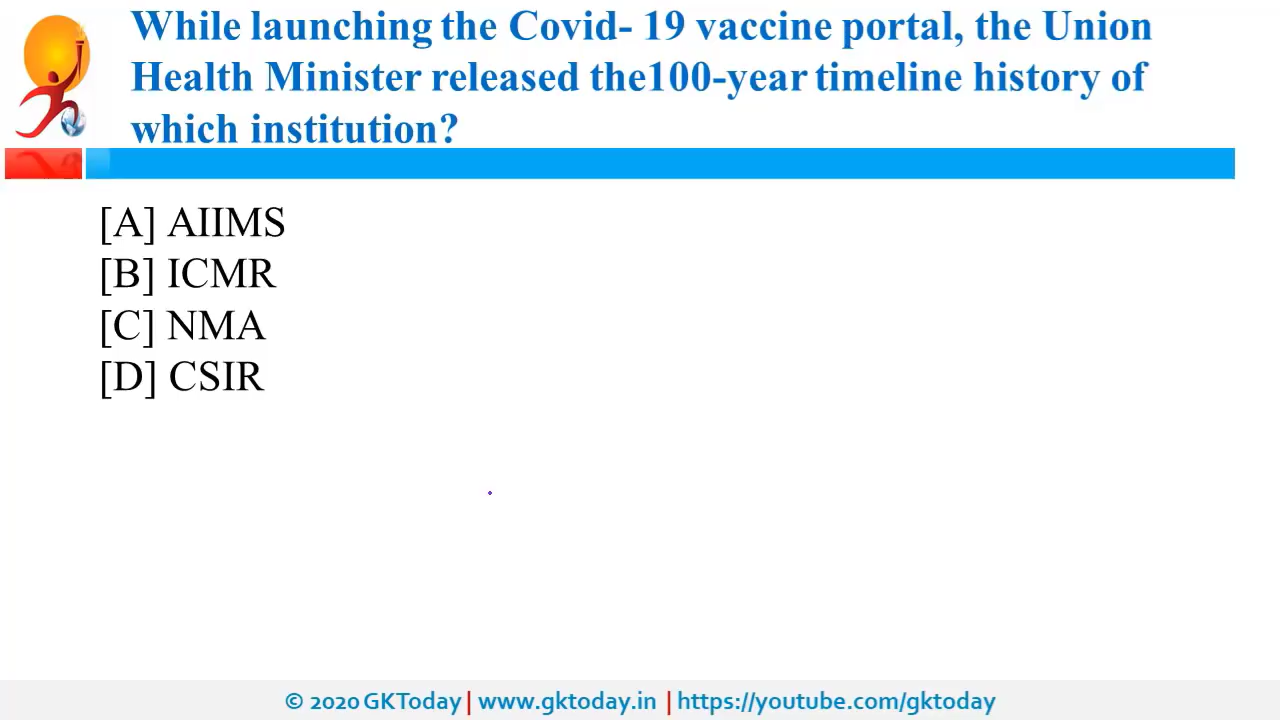 While launching the Covid- 19 vaccine portal, the Union
Health Minister released the100-year timeline history of
which institution?
[A] AIIMS
[B] ICMR
[C] NMA
[D] CSIR
© 2020 GKToday | www.gktoday.in | https://youtube.com/gktoday